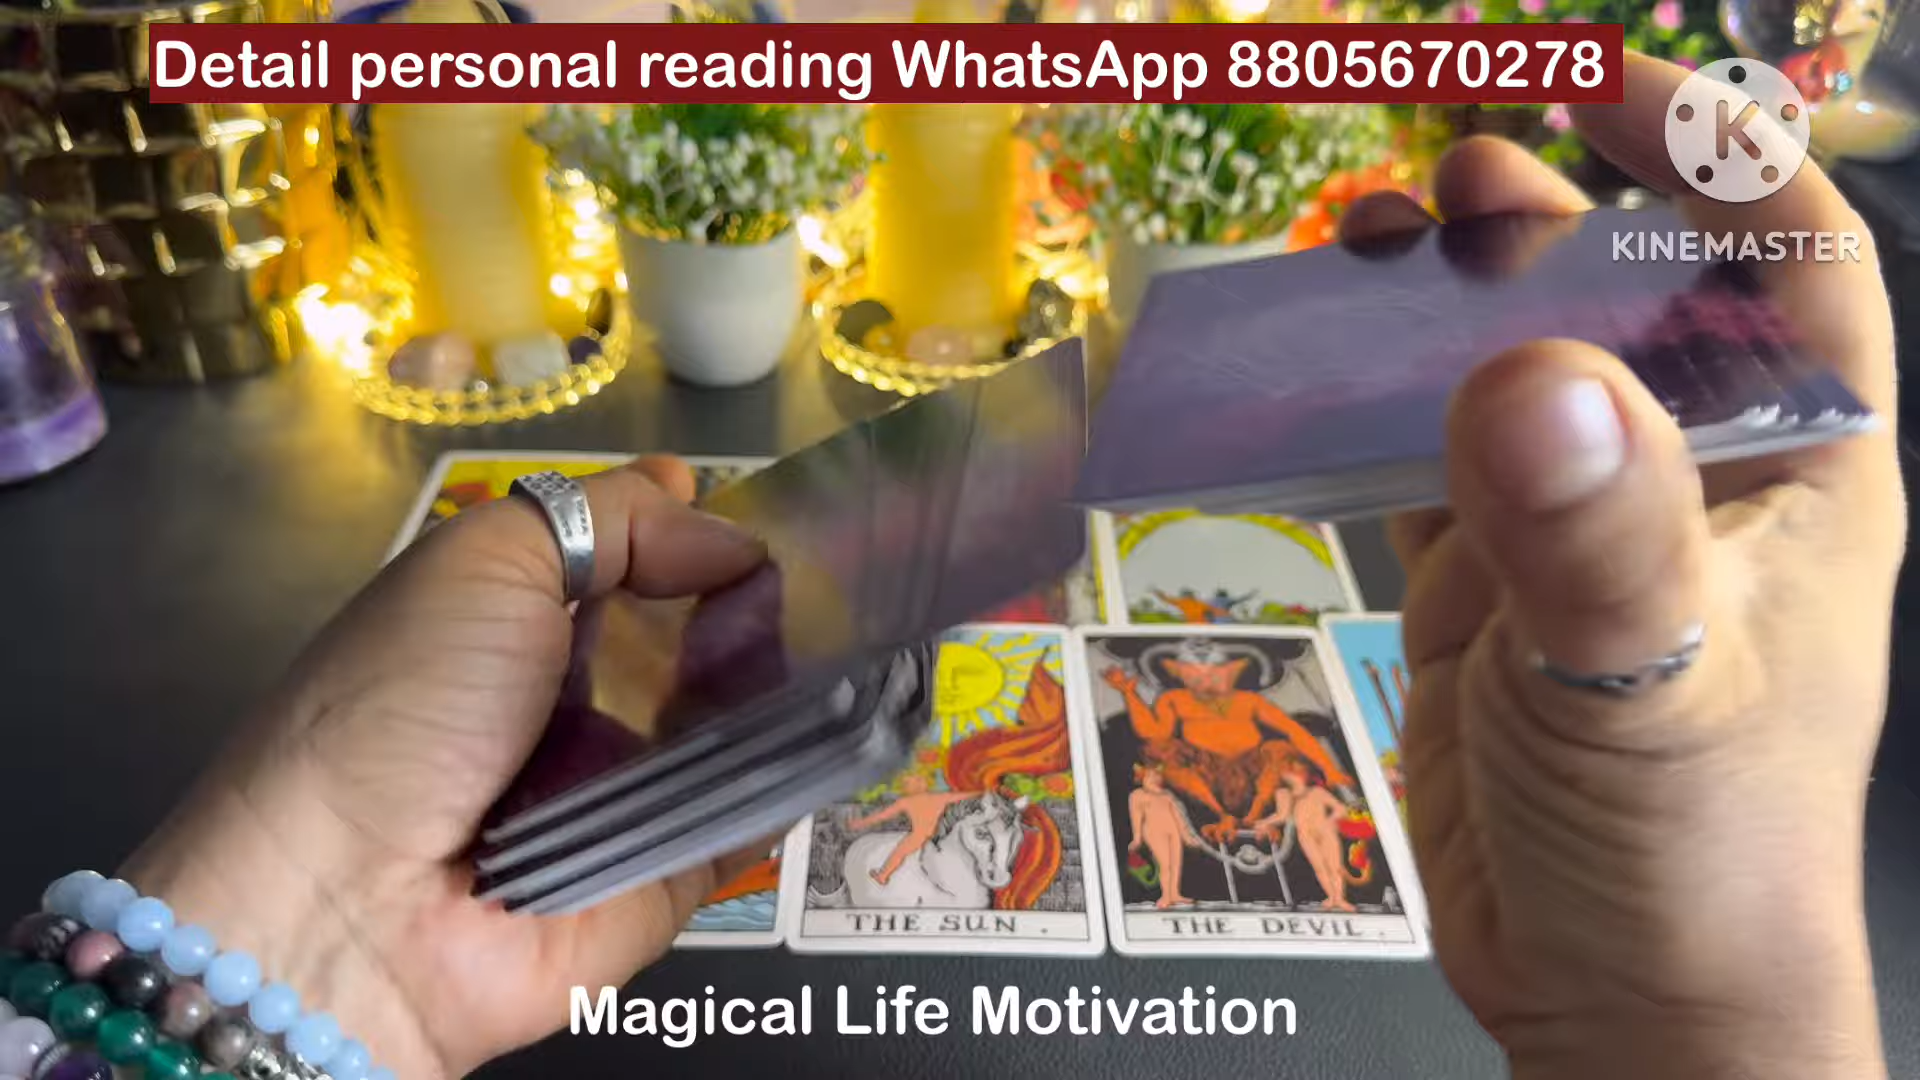 Detail personal reading WhatsApp 8805670278
K
KINEMASTER
THE SUN .
THE DEVIL .
Magical Life Motivation